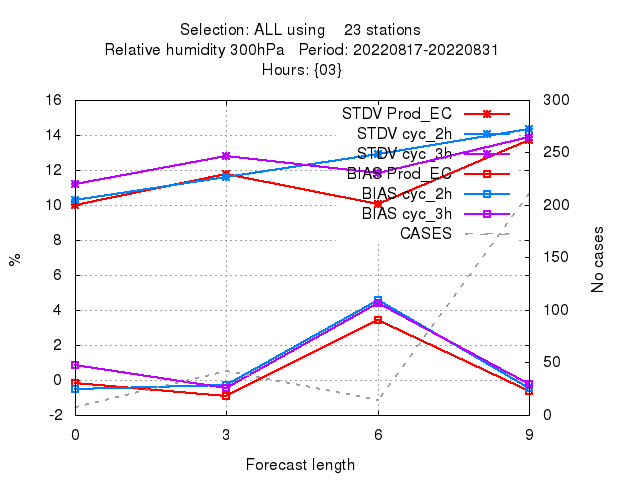 Selection: ALL using    23 stations
Relative humidity 300hPa   Period: 20220817-20220831
Hours: {03}
16
14
12
10
8
6
4
2
0
-2
300
250
200
150
100
50
0
STDV Prod_EC
STDV cyc_2h
STDV cyc_3h
BIAS Prod_EC
BIAS cyc_2h
BIAS cyc_3h
CASES
%
No cases
0 3 6 9
Forecast length